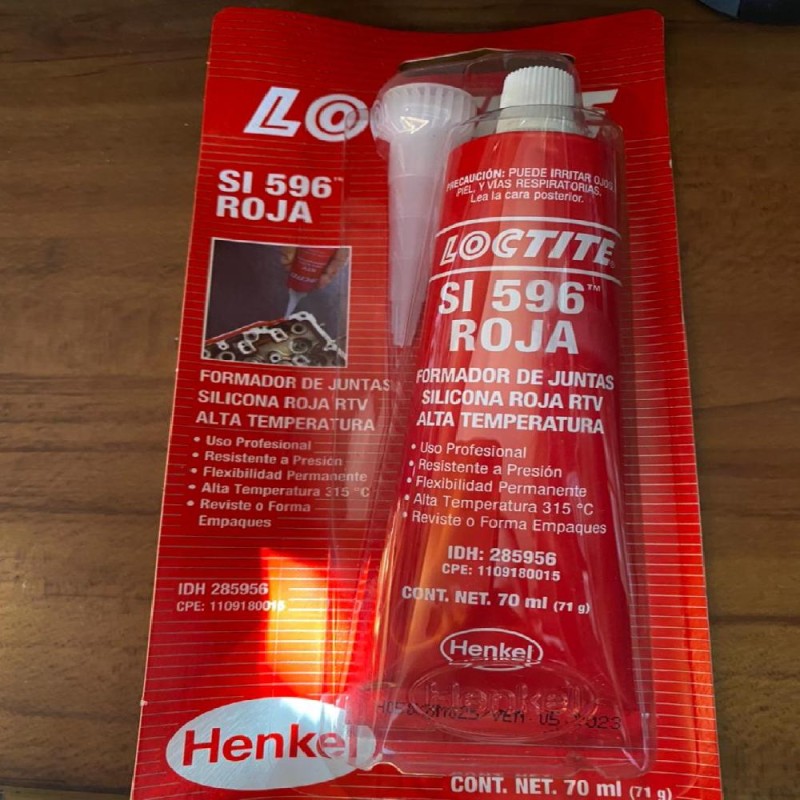 LOCTITE
SI 596™
ROJA
FORMADOR DE JUNTAS
SILICONA ROJA RTV
ALTA TEMPERATURA
• Uso Profesional
• Resistente a Presión
• Flexibilidad Permanente
• Alta Temperatura 315 °C
• Reviste o Forma
Empaques
IDH 285956
CPE: 1109180015
Henkel
CONT. NET. 70 ml (71 g)
PRECAUCIÓN: PUEDE IRRITAR OJOS
PIEL, Y VÍAS RESPIRATORIAS.
Lea la cara posterior.
LOCTITE®
SI 596™
ROJA
FORMADOR DE JUNTAS
SILICONA ROJA RTV
ALTA TEMPERATURA
• Uso Profesional
• Resistente a Presión
• Flexibilidad Permanente
• Alta Temperatura 315 °C
• Reviste o Forma Empaques
IDH: 285956
CPE: 1109180015
CONT. NET. 70 ml (71 g)
Henkel
Henkel
05.2023